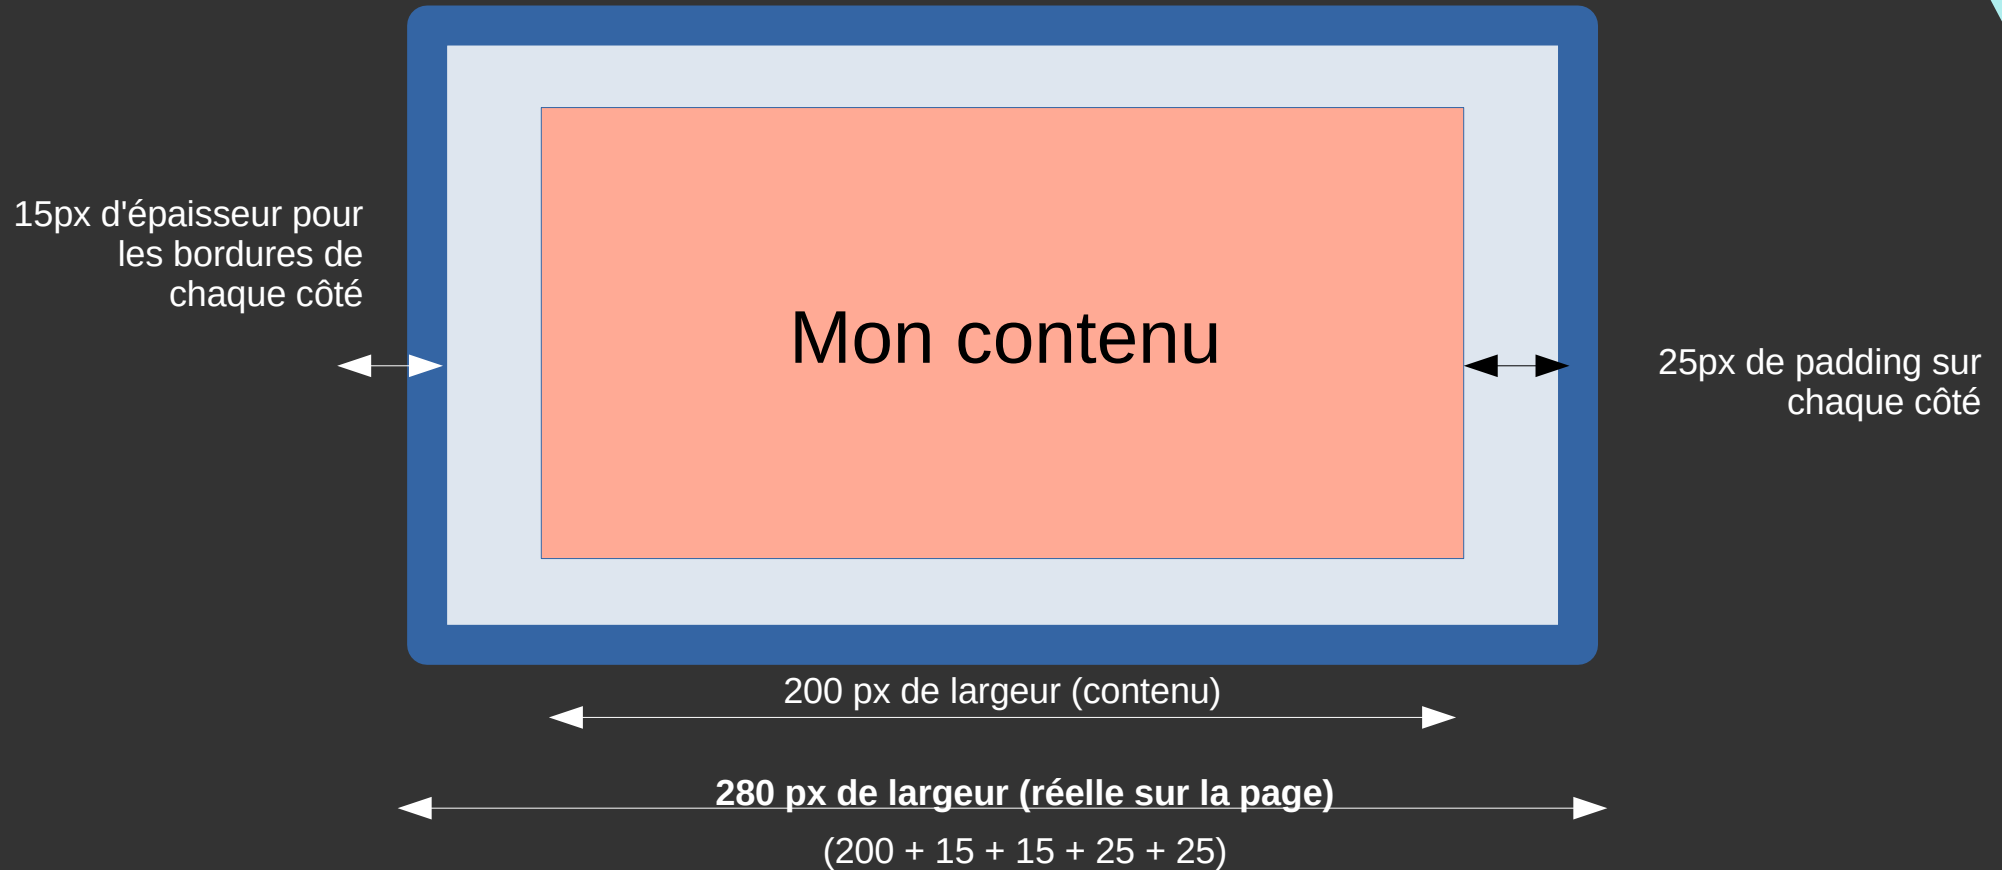 15px d'épaisseur pour
les bordures de
chaque côté
Mon contenu
25px de padding sur
chaque côté
200 px de largeur (contenu)
280 px de largeur (réelle sur la page)
(200 + 15 + 15 + 25 + 25)